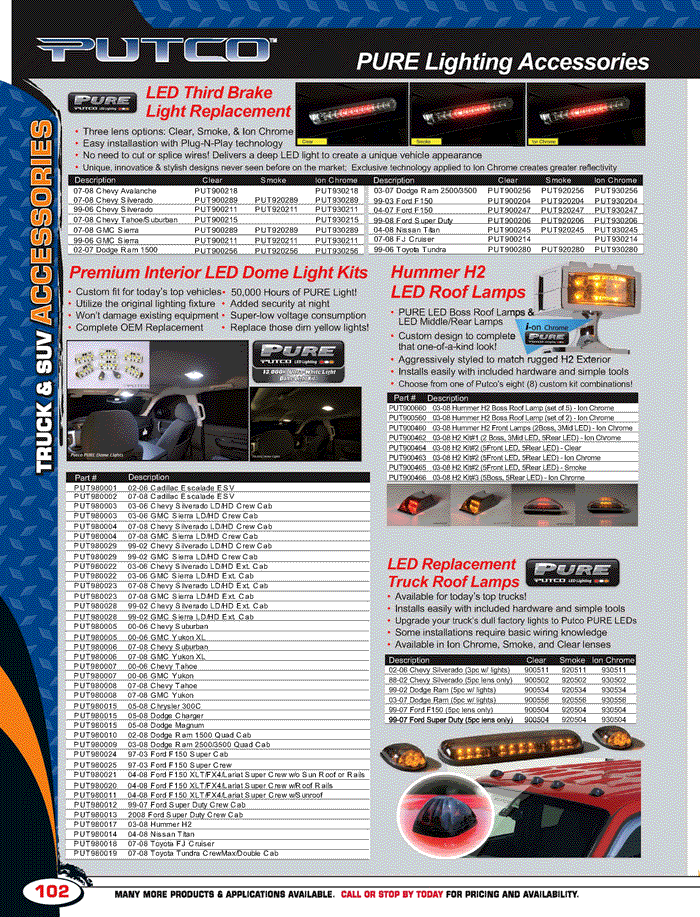 PUTCO™
PURE Lighting Accessories
TRUCK & SUV ACCESSORIES
PURE
PUTCO LED Lighting
LED Third Brake
Light Replacement
Clear
Smoke
Ion Chrome
• Three lens options: Clear, Smoke, & Ion Chrome
• Easy installastion with Plug-N-Play technology
• No need to cut or splice wires! Delivers a deep LED light to create a unique vehicle appearance
• Unique, innovative & stylish designs never seen before on the market; Exclusive technology applied to Ion Chrome creates greater reflectivity
Description Clear Smoke Ion Chrome
07-08 Chevy Avalanche PUT900218 PUT930218
07-08 Chevy Silverado PUT900289 PUT920289 PUT930289
99-06 Chevy Silverado PUT900211 PUT920211 PUT930211
07-08 Chevy Tahoe/Suburban PUT900215 PUT930215
07-08 GMC Sierra PUT900289 PUT920289 PUT930289
99-06 GMC Sierra PUT900211 PUT920211 PUT930211
02-07 Dodge Ram 1500 PUT900256 PUT920256 PUT930256
Description Clear Smoke Ion Chrome
03-07 Dodge Ram 2500/3500 PUT900256 PUT920256 PUT930256
99-03 Ford F150 PUT900204 PUT920204 PUT930204
04-07 Ford F150 PUT900247 PUT920247 PUT930247
99-08 Ford Super Duty PUT900206 PUT920206 PUT930206
04-08 Nissan Titan PUT900245 PUT920245 PUT930245
07-08 FJ Cruiser PUT900214 PUT930214
99-06 Toyota Tundra PUT900280 PUT920280 PUT930280
Premium Interior LED Dome Light Kits
• Custom fit for today's top vehicles
• Utilize the original lighting fixture
• Won't damage existing equipment
• Complete OEM Replacement
• 50,000 Hours of PURE Light!
• Added security at night
• Super-low voltage consumption
• Replace those dim yellow lights!
PURE
PUTCO LED Lighting
Putco PURE Dome Lights
Part # Description
PUT980001 02-06 Cadillac Escalade ESV
PUT980002 07-08 Cadillac Escalade ESV
PUT980003 03-06 Chevy Silverado LD/HD Crew Cab
PUT980003 03-06 GMC Sierra LD/HD Crew Cab
PUT980004 07-08 Chevy Silverado LD/HD Crew Cab
PUT980004 07-08 GMC Sierra LD/HD Crew Cab
PUT980029 99-02 Chevy Silverado LD/HD Crew Cab
PUT980029 99-02 GMC Sierra LD/HD Crew Cab
PUT980022 03-06 Chevy Silverado LD/HD Ext. Cab
PUT980022 03-06 GMC Sierra LD/HD Ext. Cab
PUT980023 07-08 Chevy Silverado LD/HD Ext. Cab
PUT980023 07-08 GMC Sierra LD/HD Ext. Cab
PUT980028 99-02 Chevy Silverado LD/HD Ext. Cab
PUT980028 99-02 GMC Sierra LD/HD Ext. Cab
PUT980005 00-06 Chevy Suburban
PUT980005 00-06 GMC Yukon XL
PUT980006 07-08 Chevy Suburban
PUT980006 07-08 GMC Yukon XL
PUT980007 00-06 Chevy Tahoe
PUT980007 00-06 GMC Yukon
PUT980008 07-08 Chevy Tahoe
PUT980008 07-08 GMC Yukon
PUT980015 05-08 Chrysler 300C
PUT980015 05-08 Dodge Charger
PUT980015 05-08 Dodge Magnum
PUT980010 02-08 Dodge Ram 1500 Quad Cab
PUT980009 03-08 Dodge Ram 2500/3500 Quad Cab
PUT980024 97-03 Ford F150 Super Cab
PUT980025 97-03 Ford F150 Super Crew
PUT980021 04-08 Ford F150 XLT/FX4/Lariat Super Crew w/o Sun Roof or Rails
PUT980020 04-08 Ford F150 XLT/FX4/Lariat Super Crew w/Roof Rails
PUT980011 04-08 Ford F150 XLT/FX4/Lariat Super Crew w/Sunroof
PUT980012 99-07 Ford Super Duty Crew Cab
PUT980013 2008 Ford Super Duty Crew Cab
PUT980017 03-08 Hummer H2
PUT980014 04-08 Nissan Titan
PUT980018 07-08 Toyota FJ Cruiser
PUT980019 07-08 Toyota Tundra CrewMax/Double Cab
Hummer H2
LED Roof Lamps
• PURE LED Boss Roof Lamps &
LED Middle/Rear Lamps
• Custom design to complete
that one-of-a-kind look!
• Aggressively styled to match rugged H2 Exterior
• Installs easily with included hardware and simple tools
• Choose from one of Putco's eight (8) custom kit combinations!
i-on Chrome
PURE
Part # Description
PUT900660 03-08 Hummer H2 Boss Roof Lamp (set of 5) - Ion Chrome
PUT900560 03-08 Hummer H2 Boss Roof Lamp (set of 2) - Ion Chrome
PUT900460 03-08 Hummer H2 Front Lamps (2Boss, 3Mid LED) - Ion Chrome
PUT900462 03-08 H2 Kit#1 (2 Boss, 3Mid LED, 5Rear LED) - Ion Chrome
PUT900464 03-08 H2 Kit#2 (5Front LED, 5Rear LED) - Clear
PUT900463 03-08 H2 Kit#2 (5Front LED, 5Rear LED) - Ion Chrome
PUT900465 03-08 H2 Kit#2 (5Front LED, 5Rear LED) - Smoke
PUT900466 03-08 H2 Kit#3 (5Boss, 5Rear LED) - Ion Chrome
LED Replacement
Truck Roof Lamps
PURE
PUTCO LED Lighting
• Available for today's top trucks!
• Installs easily with included hardware and simple tools
• Upgrade your truck's dull factory lights to Putco PURE LEDs
• Some installations require basic wiring knowledge
• Available in Ion Chrome, Smoke, and Clear lenses
Description Clear Smoke Ion Chrome
02-06 Chevy Silverado (3pc w/ lights) 900511 920511 930511
88-02 Chevy Silverado (5pc lens only) 900502 920502 930502
99-02 Dodge Ram (5pc w/ lights) 900534 920534 930534
03-07 Dodge Ram (5pc w/ lights) 900556 920556 930556
99-07 Ford F150 (5pc lens only) 900504 920504 930504
99-07 Ford Super Duty (5pc lens only) 900504 920504 930504
102
MANY MORE PRODUCTS & APPLICATIONS AVAILABLE. CALL OR STOP BY TODAY FOR PRICING AND AVAILABILITY.